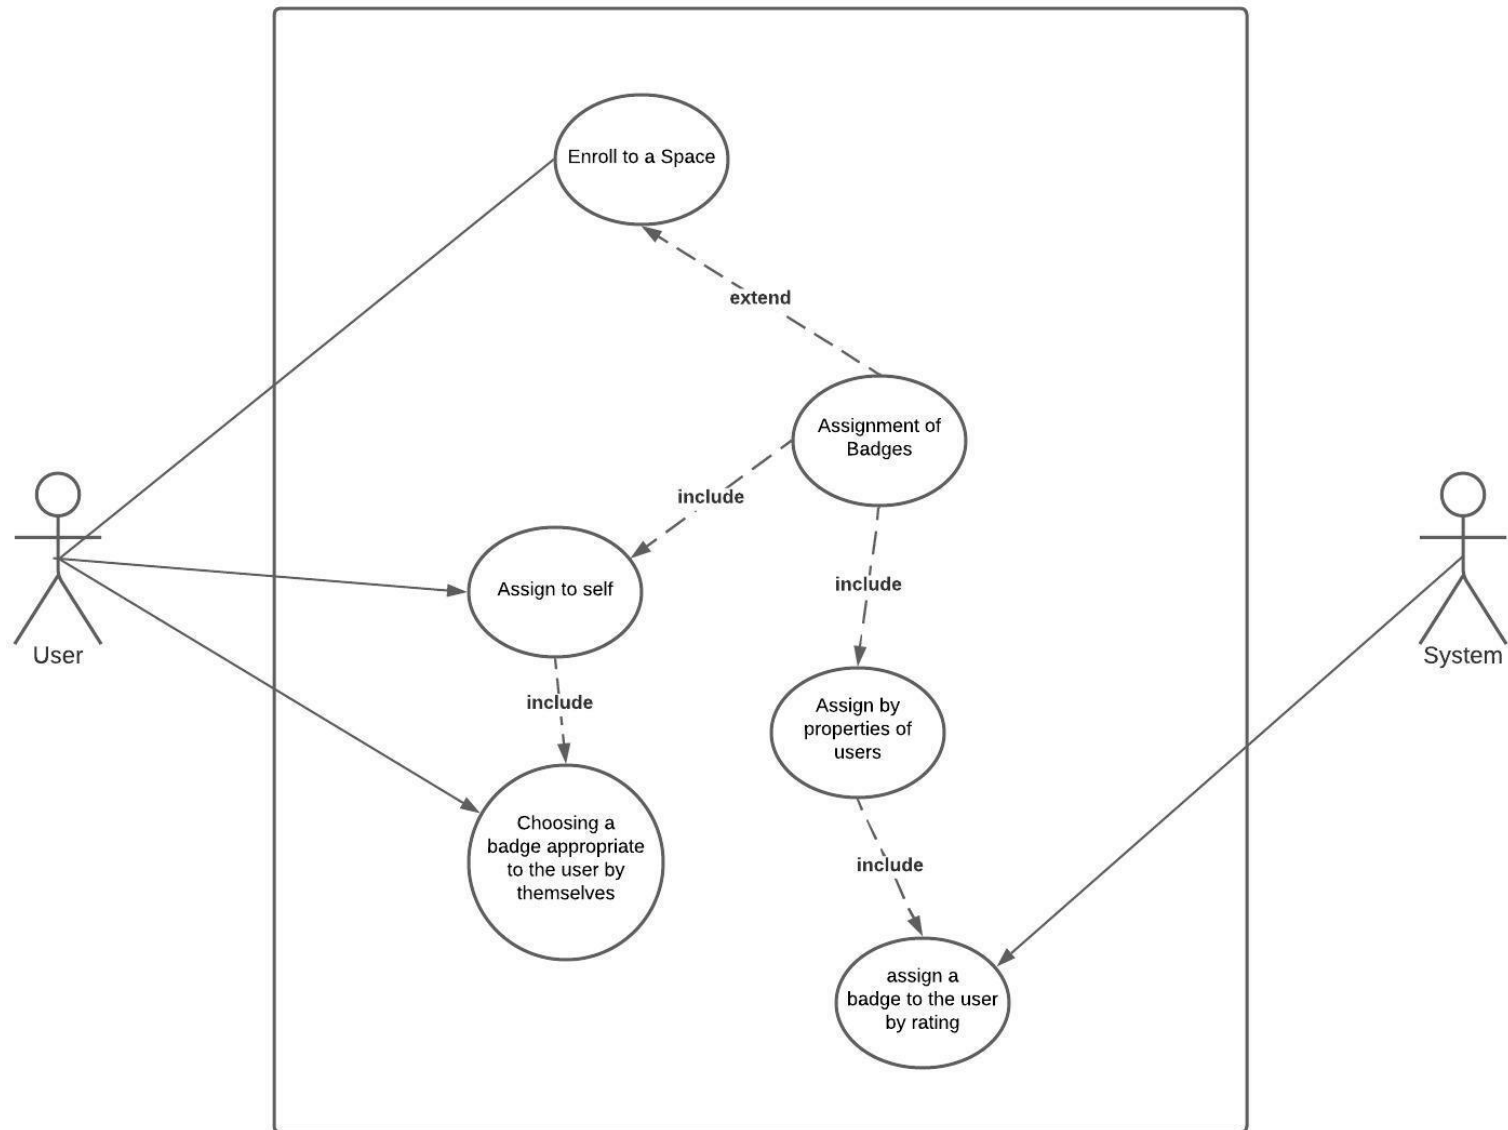 Enroll to a Space
extend
Assignment of
Badges
include
include
Assign to self
User
System
include
Assign by
properties of
users
Choosing a
badge appropriate
to the user by
themselves
include
assign a
badge to the user
by rating